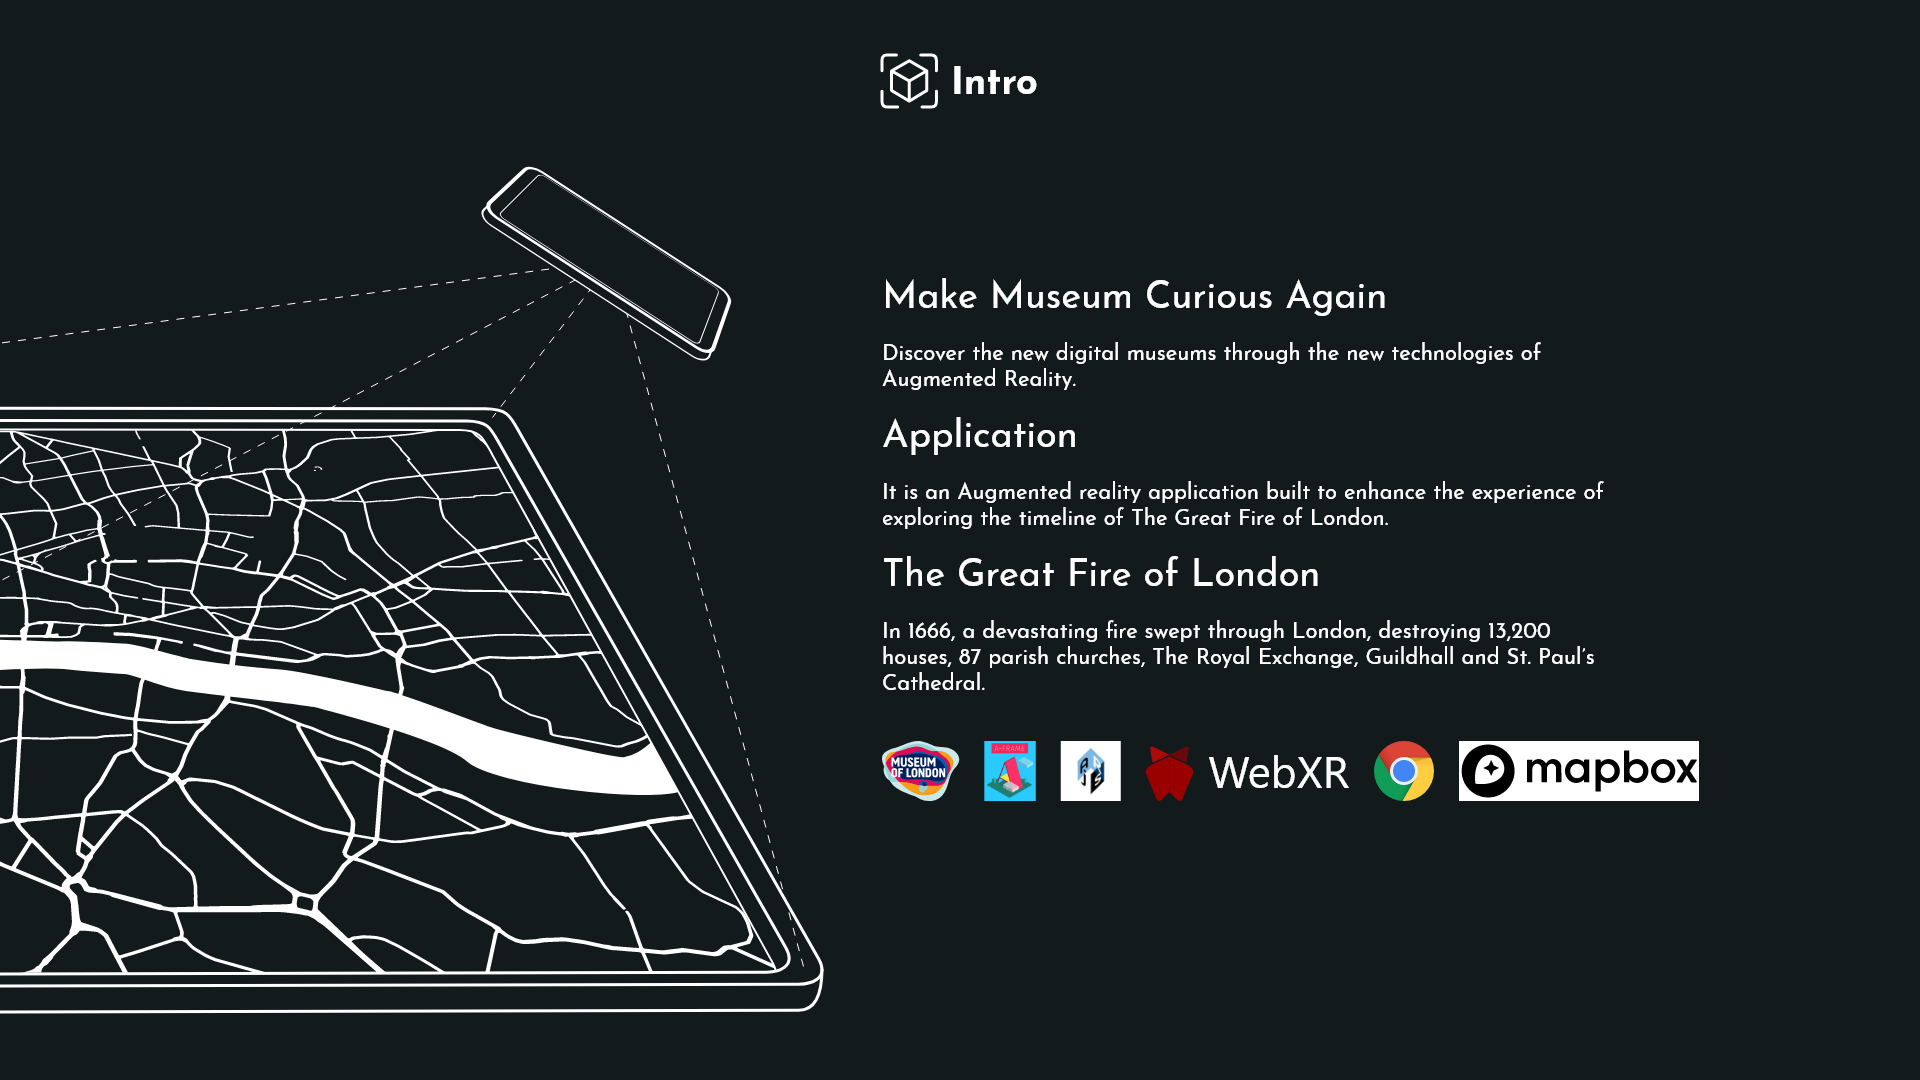 Intro
Make Museum Curious Again
Discover the new digital museums through the new technologies of
Augmented Reality.
Application
It is an Augmented reality application built to enhance the experience of
exploring the timeline of The Great Fire of London.
The Great Fire of London
In 1666, a devastating fire swept through London, destroying 13,200
houses, 87 parish churches, The Royal Exchange, Guildhall and St. Paul's
Cathedral.
MUSEUM
OF LONDON
A-FRAME
WebXR
mapbox